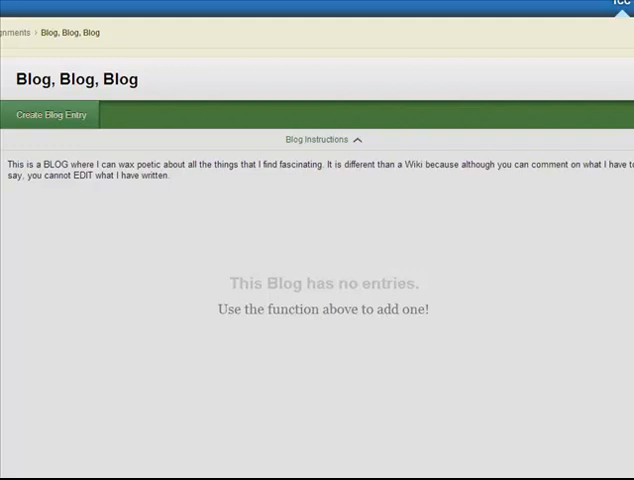 Blog, Blog, Blog
Blog, Blog, Blog
Create Blog Entry
Blog Instructions
This is a BLOG where I can wax poetic about all the things that I find fascinating. It is different than a Wiki because although you can comment on what I have to
say, you cannot EDIT what I have written.
This Blog has no entries.
Use the function above to add one!